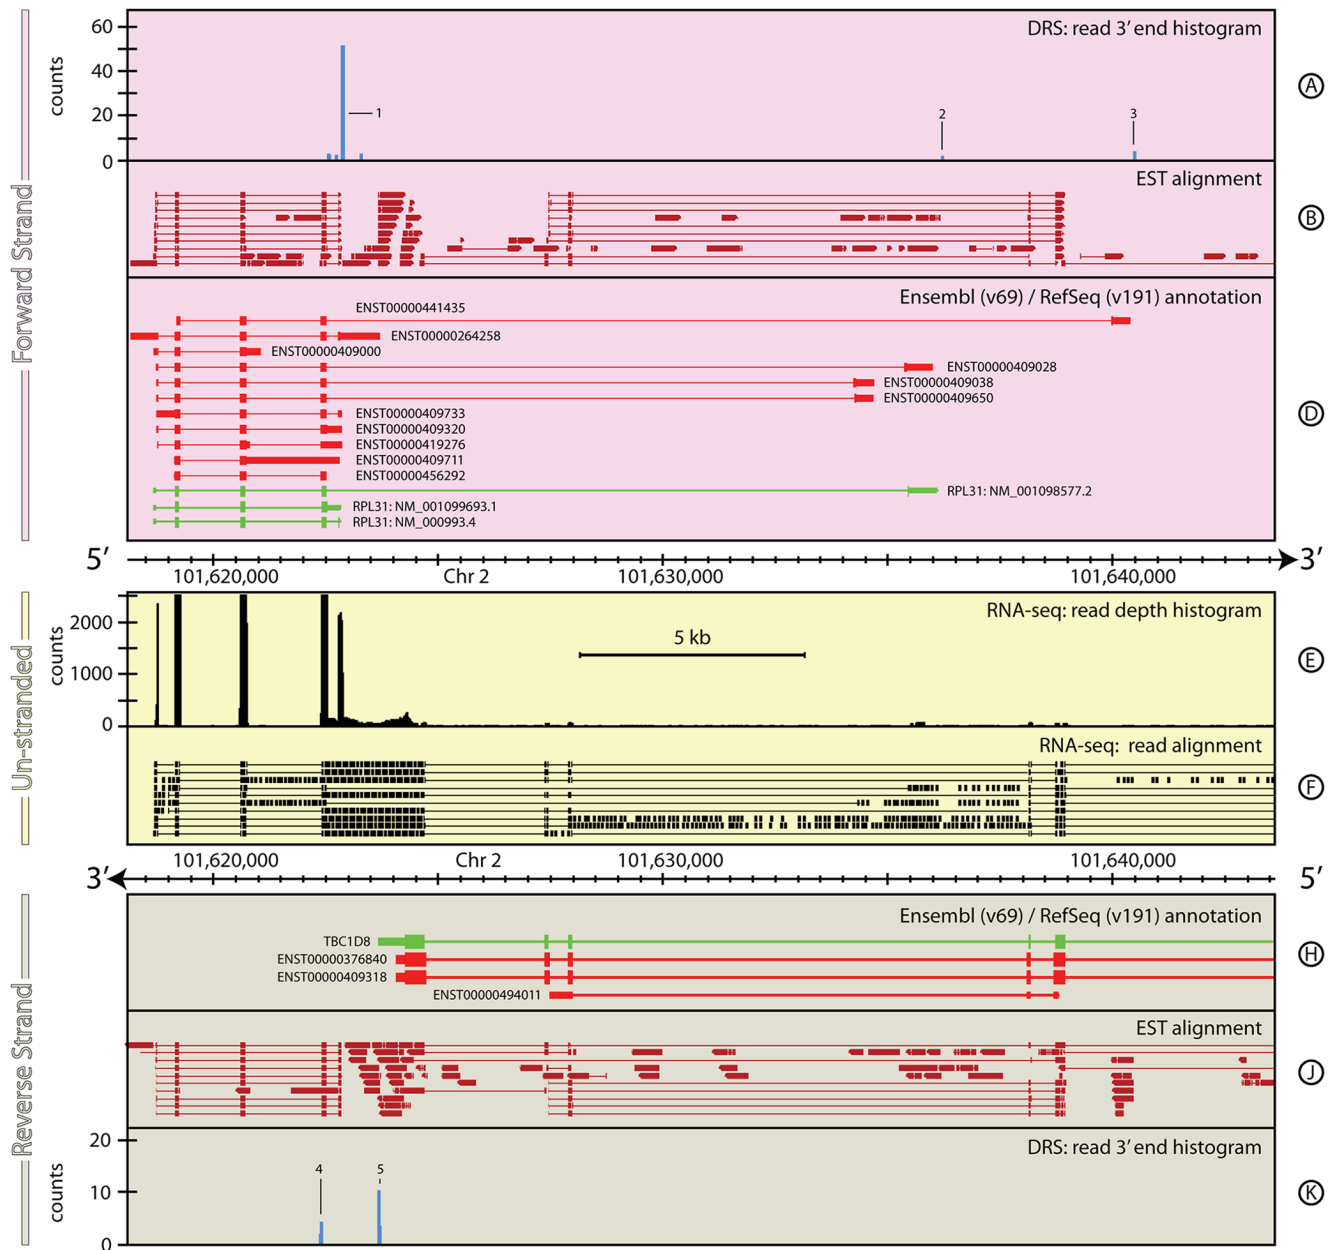 DRS: read 3' end histogram
60
40
20
0
counts
1
2
3
A
Forward Strand
EST alignment
B
Ensembl (v69) / RefSeq (v191) annotation
ENST00000441435
ENST00000264258
ENST00000409000
ENST00000409028
ENST00000409038
ENST00000409650
ENST00000409733
ENST00000409320
ENST00000419276
ENST00000409711
ENST00000456292
RPL31: NM_001098577.2
RPL31: NM_001099693.1
RPL31: NM_000993.4
D
5' 3'
101,620,000 Chr 2 101,630,000 101,640,000
RNA-seq: read depth histogram
2000
1000
0
counts
5 kb
E
Un-stranded
RNA-seq: read alignment
F
101,620,000 Chr 2 101,630,000 101,640,000
3' 5'
Ensembl (v69) / RefSeq (v191) annotation
TBC1D8
ENST00000376840
ENST00000409318
ENST00000494011
H
Reverse Strand
EST alignment
J
DRS: read 3' end histogram
20
10
0
counts
4
5
K